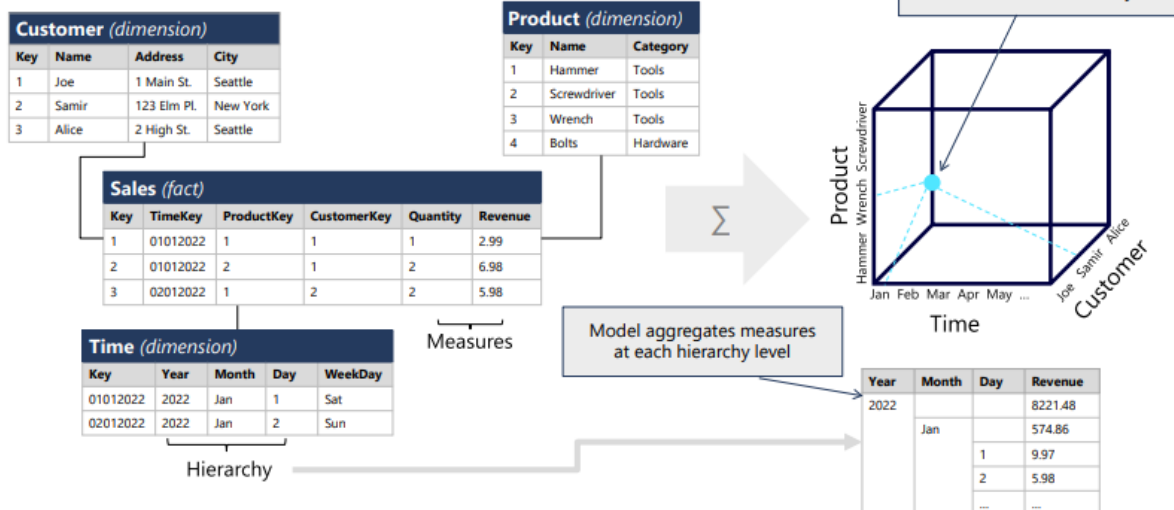 Customer (dimension)
Key Name Address City
1 Joe 1 Main St. Seattle
2 Samir 123 Elm Pl. New York
3 Alice 2 High St. Seattle
Product (dimension)
Key Name Category
1 Hammer Tools
2 Screwdriver Tools
3 Wrench Tools
4 Bolts Hardware
Sales (fact)
Key TimeKey ProductKey CustomerKey Quantity Revenue
1 01012022 1 1 1 2.99
2 01012022 2 1 2 6.98
3 02012022 1 2 2 5.98
Measures
Time (dimension)
Key Year Month Day WeekDay
01012022 2022 Jan 1 Sat
02012022 2022 Jan 2 Sun
Hierarchy
∑
Product
Hammer Wrench Screwdriver
Jan Feb Mar Apr May ...
Time
Joe Samir Alice
Customer
Model aggregates measures
at each hierarchy level
Year Month Day Revenue
2022 8221.48
Jan 574.86
1 9.97
2 5.98
... ...